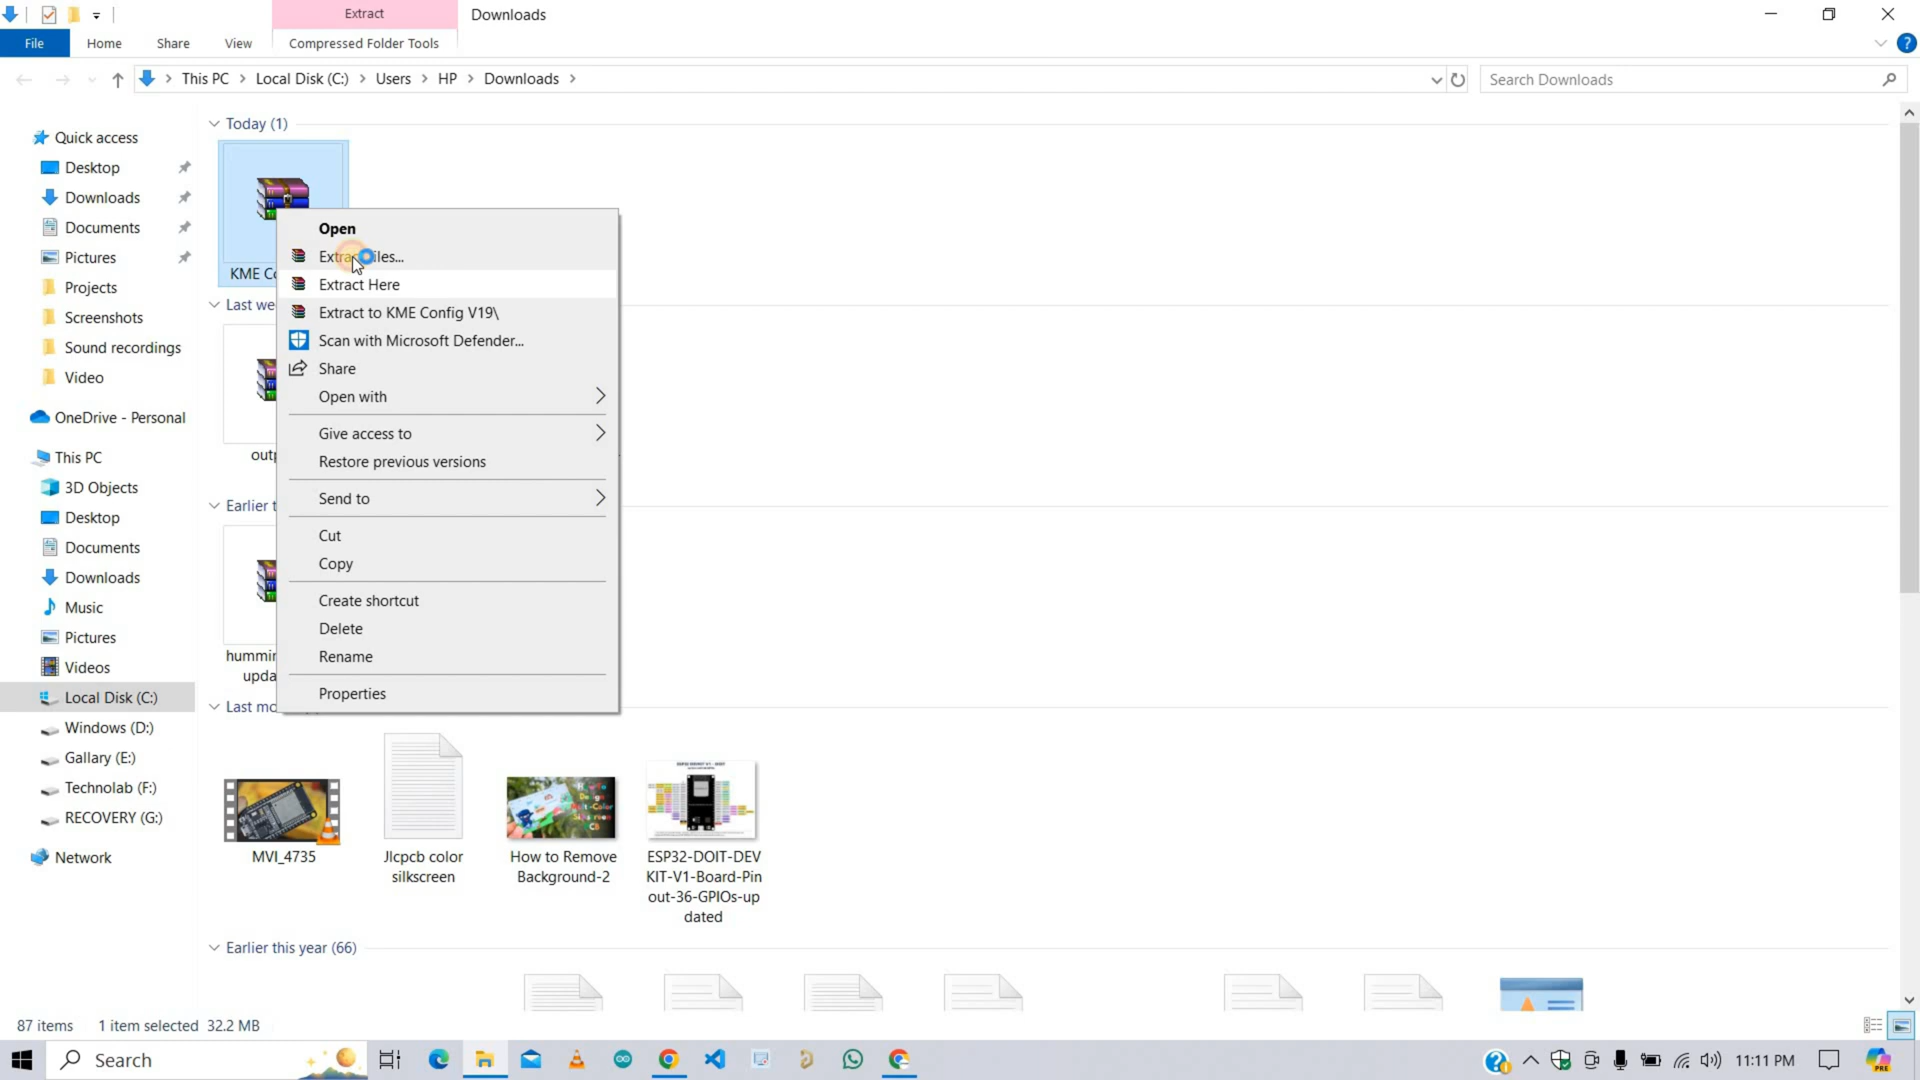 Extract
Downloads
File
Home
Share
View
Compressed Folder Tools
This PC
Local Disk (C:)
Users
HP
Downloads
Search Downloads
Quick access
Desktop
Downloads
Documents
Pictures
Projects
Screenshots
Sound recordings
Video
OneDrive - Personal
This PC
3D Objects
Desktop
Documents
Downloads
Music
Pictures
Videos
Local Disk (C:)
Windows (D:)
Gallary (E:)
Technolab (F:)
RECOVERY (G:)
Network
Today (1)
KME
Open
Extract Here
Extract to KME Config V19\
Scan with Microsoft Defender...
Share
Open with
Give access to
Restore previous versions
Send to
Cut
Copy
Create shortcut
Delete
Rename
Properties
Last
Earlier
Last
MVI_4735
Jlcpcb color
silkscreen
How to Remove
Background-2
ESP32-DOIT-DEV
KIT-V1-Board-Pin
out-36-GPIOs-up
dated
Earlier this year (66)
87 items
1 item selected 32.2 MB
Search
11:11 PM